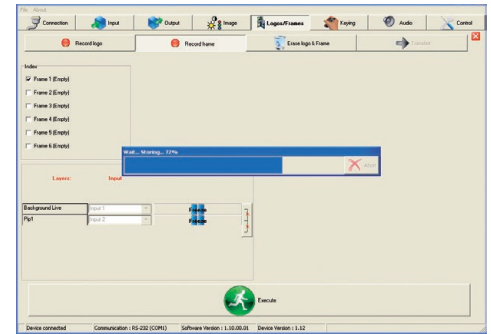 File About
Connection Input Output Image Logos/Frames Keying Audio Control
Record logo Record frame Erase logo & Frame
Index
Frame 1 (Empty)
Frame 2 (Empty)
Frame 3 (Empty)
Frame 4 (Empty)
Frame 5 (Empty)
Frame 6 (Empty)
Wait... Storing... 72%
Abort
Layers: Input
Background Live Input 1 Freeze
Pip1 Input 2 Freeze
Execute
Device connected Communication : RS-232 (COM1) Software Version : 1.10.00.01 Device Version : 1.12